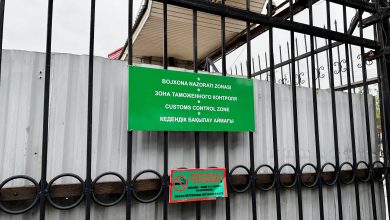 BOJXONA NAZORATI ZONASI
ЗОНА ТАМОЖЕННОГО КОНТРОЛЯ
CUSTOMS CONTROL ZONE
КЕДЕНДІК БАҚЫЛАУ АЙМАҒЫ